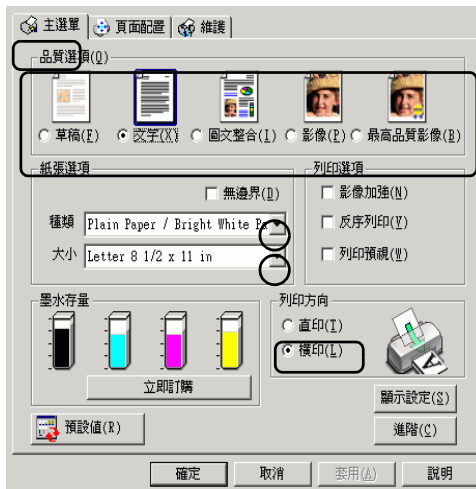 主選單 頁面配置 維護
品質選項(Q)
草稿(F) 文字(X) 圖文整合(I) 影像(P) 最高品質影像(B)
紙張選項 列印選項
無邊界(D) 影像加強(N)
種類 Plain Paper / Bright White Pa 反序列印(Y)
大小 Letter 8 1/2 x 11 in 列印預視(W)
墨水存量 列印方向
直印(T)
橫印(L)
立即訂購
顯示設定(S)
預設值(R) 進階(C)
確定 取消 套用(A) 說明